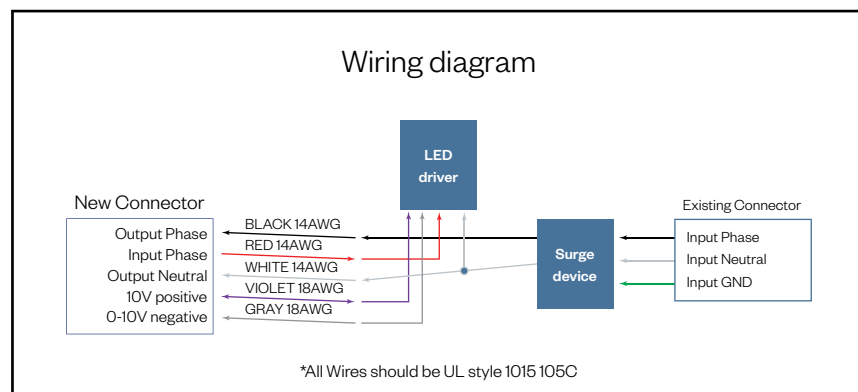 Wiring diagram
LED
driver
New Connector
Output Phase
Input Phase
Output Neutral
10V positive
0-10V negative
BLACK 14AWG
RED 14AWG
WHITE 14AWG
VIOLET 18AWG
GRAY 18AWG
Surge
device
Existing Connector
Input Phase
Input Neutral
Input GND
*All Wires should be UL style 1015 105C